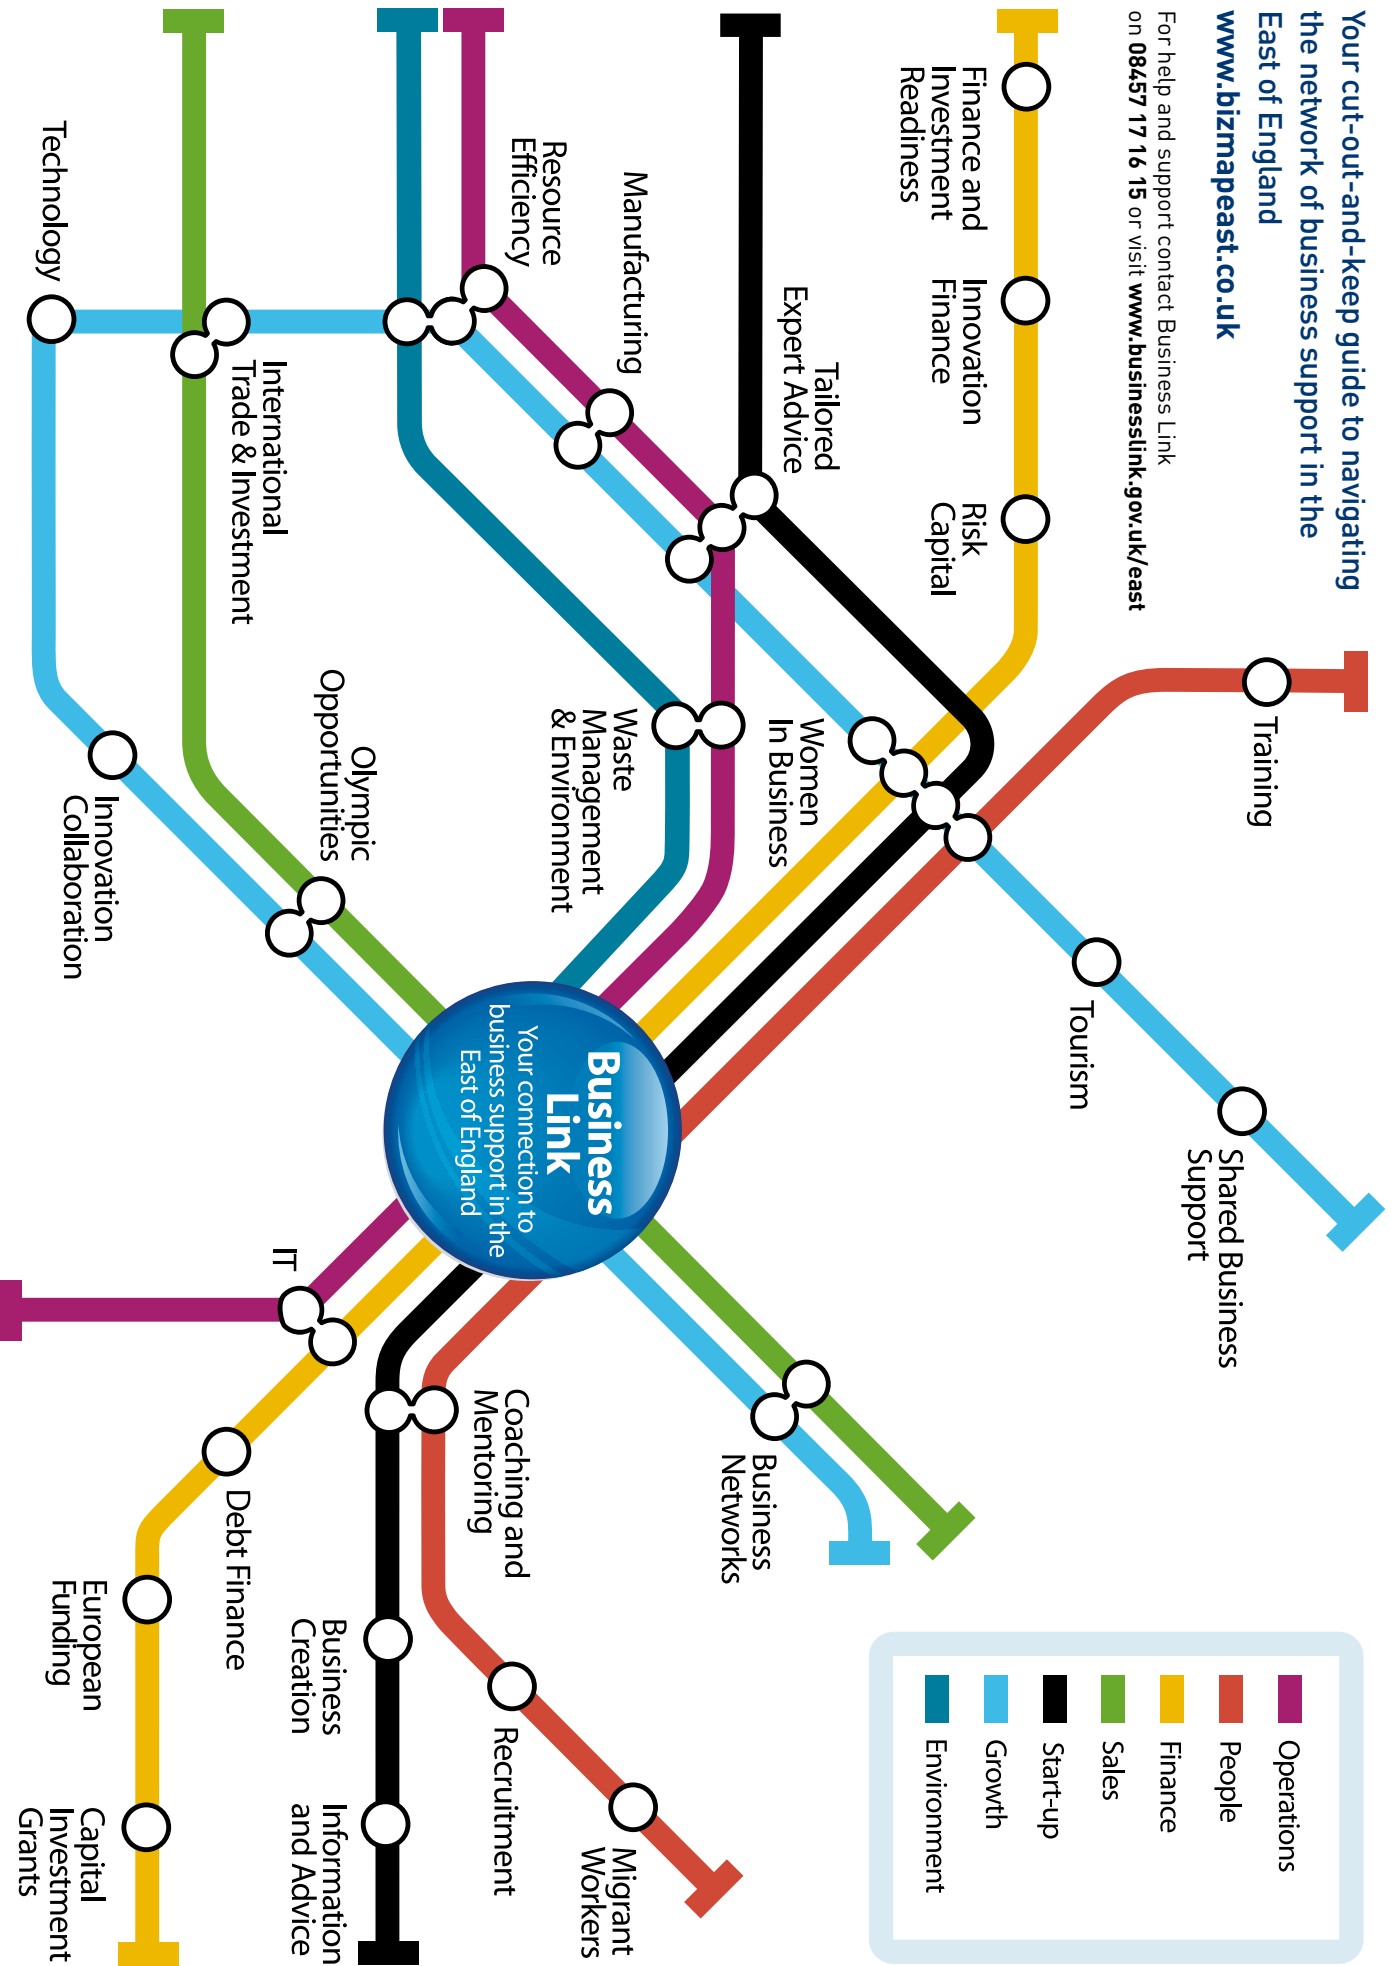 Your cut-out-and-keep guide to navigating
the network of business support in the
East of England
www.bizmapeast.co.uk
For help and support contact Business Link
on 08457 17 16 15 or visit www.businesslink.gov.uk/east
Training
Tourism
Shared Business
Support
Finance and
Investment
Readiness
Innovation
Finance
Risk
Capital
Tailored
Expert Advice
Women
In Business
Manufacturing
Resource
Efficiency
Waste
Management
& Environment
International
Trade & Investment
Olympic
Opportunities
Technology
Innovation
Collaboration
Business
Link
Your connection to
business support in the
East of England
Business
Networks
Coaching and
Mentoring
IT
Debt Finance
European
Funding
Capital
Investment
Grants
Business
Creation
Information
and Advice
Recruitment
Migrant
Workers
Operations
People
Finance
Sales
Start-up
Growth
Environment